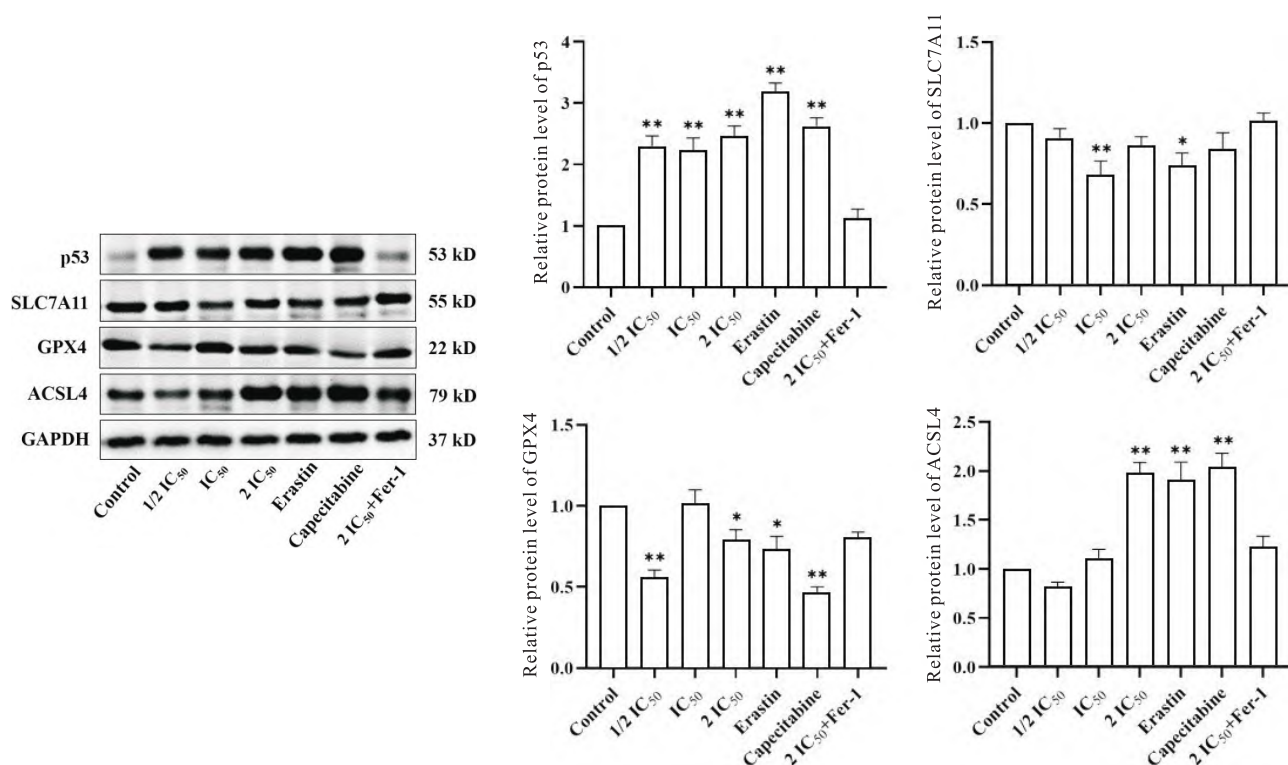 p53
53 kD
SLC7A11
55 kD
GPX4
22 kD
ACSL4
79 kD
GAPDH
37 kD
Control
1/2 IC₅₀
IC₅₀
2 IC₅₀
Erastin
Capecitabine
2 IC₅₀+Fer-1
Relative protein level of p53
4
3
2
1
0
**
**
**
**
**
Control
1/2 IC₅₀
IC₅₀
2 IC₅₀
Erastin
Capecitabine
2 IC₅₀+Fer-1
Relative protein level of SLC7A11
1.5
1.0
0.5
0.0
**
*
Control
1/2 IC₅₀
IC₅₀
2 IC₅₀
Erastin
Capecitabine
2 IC₅₀+Fer-1
Relative protein level of GPX4
1.5
1.0
0.5
0.0
**
*
*
**
Control
1/2 IC₅₀
IC₅₀
2 IC₅₀
Erastin
Capecitabine
2 IC₅₀+Fer-1
Relative protein level of ACSL4
2.5
2.0
1.5
1.0
0.5
0.0
**
**
**
Control
1/2 IC₅₀
IC₅₀
2 IC₅₀
Erastin
Capecitabine
2 IC₅₀+Fer-1